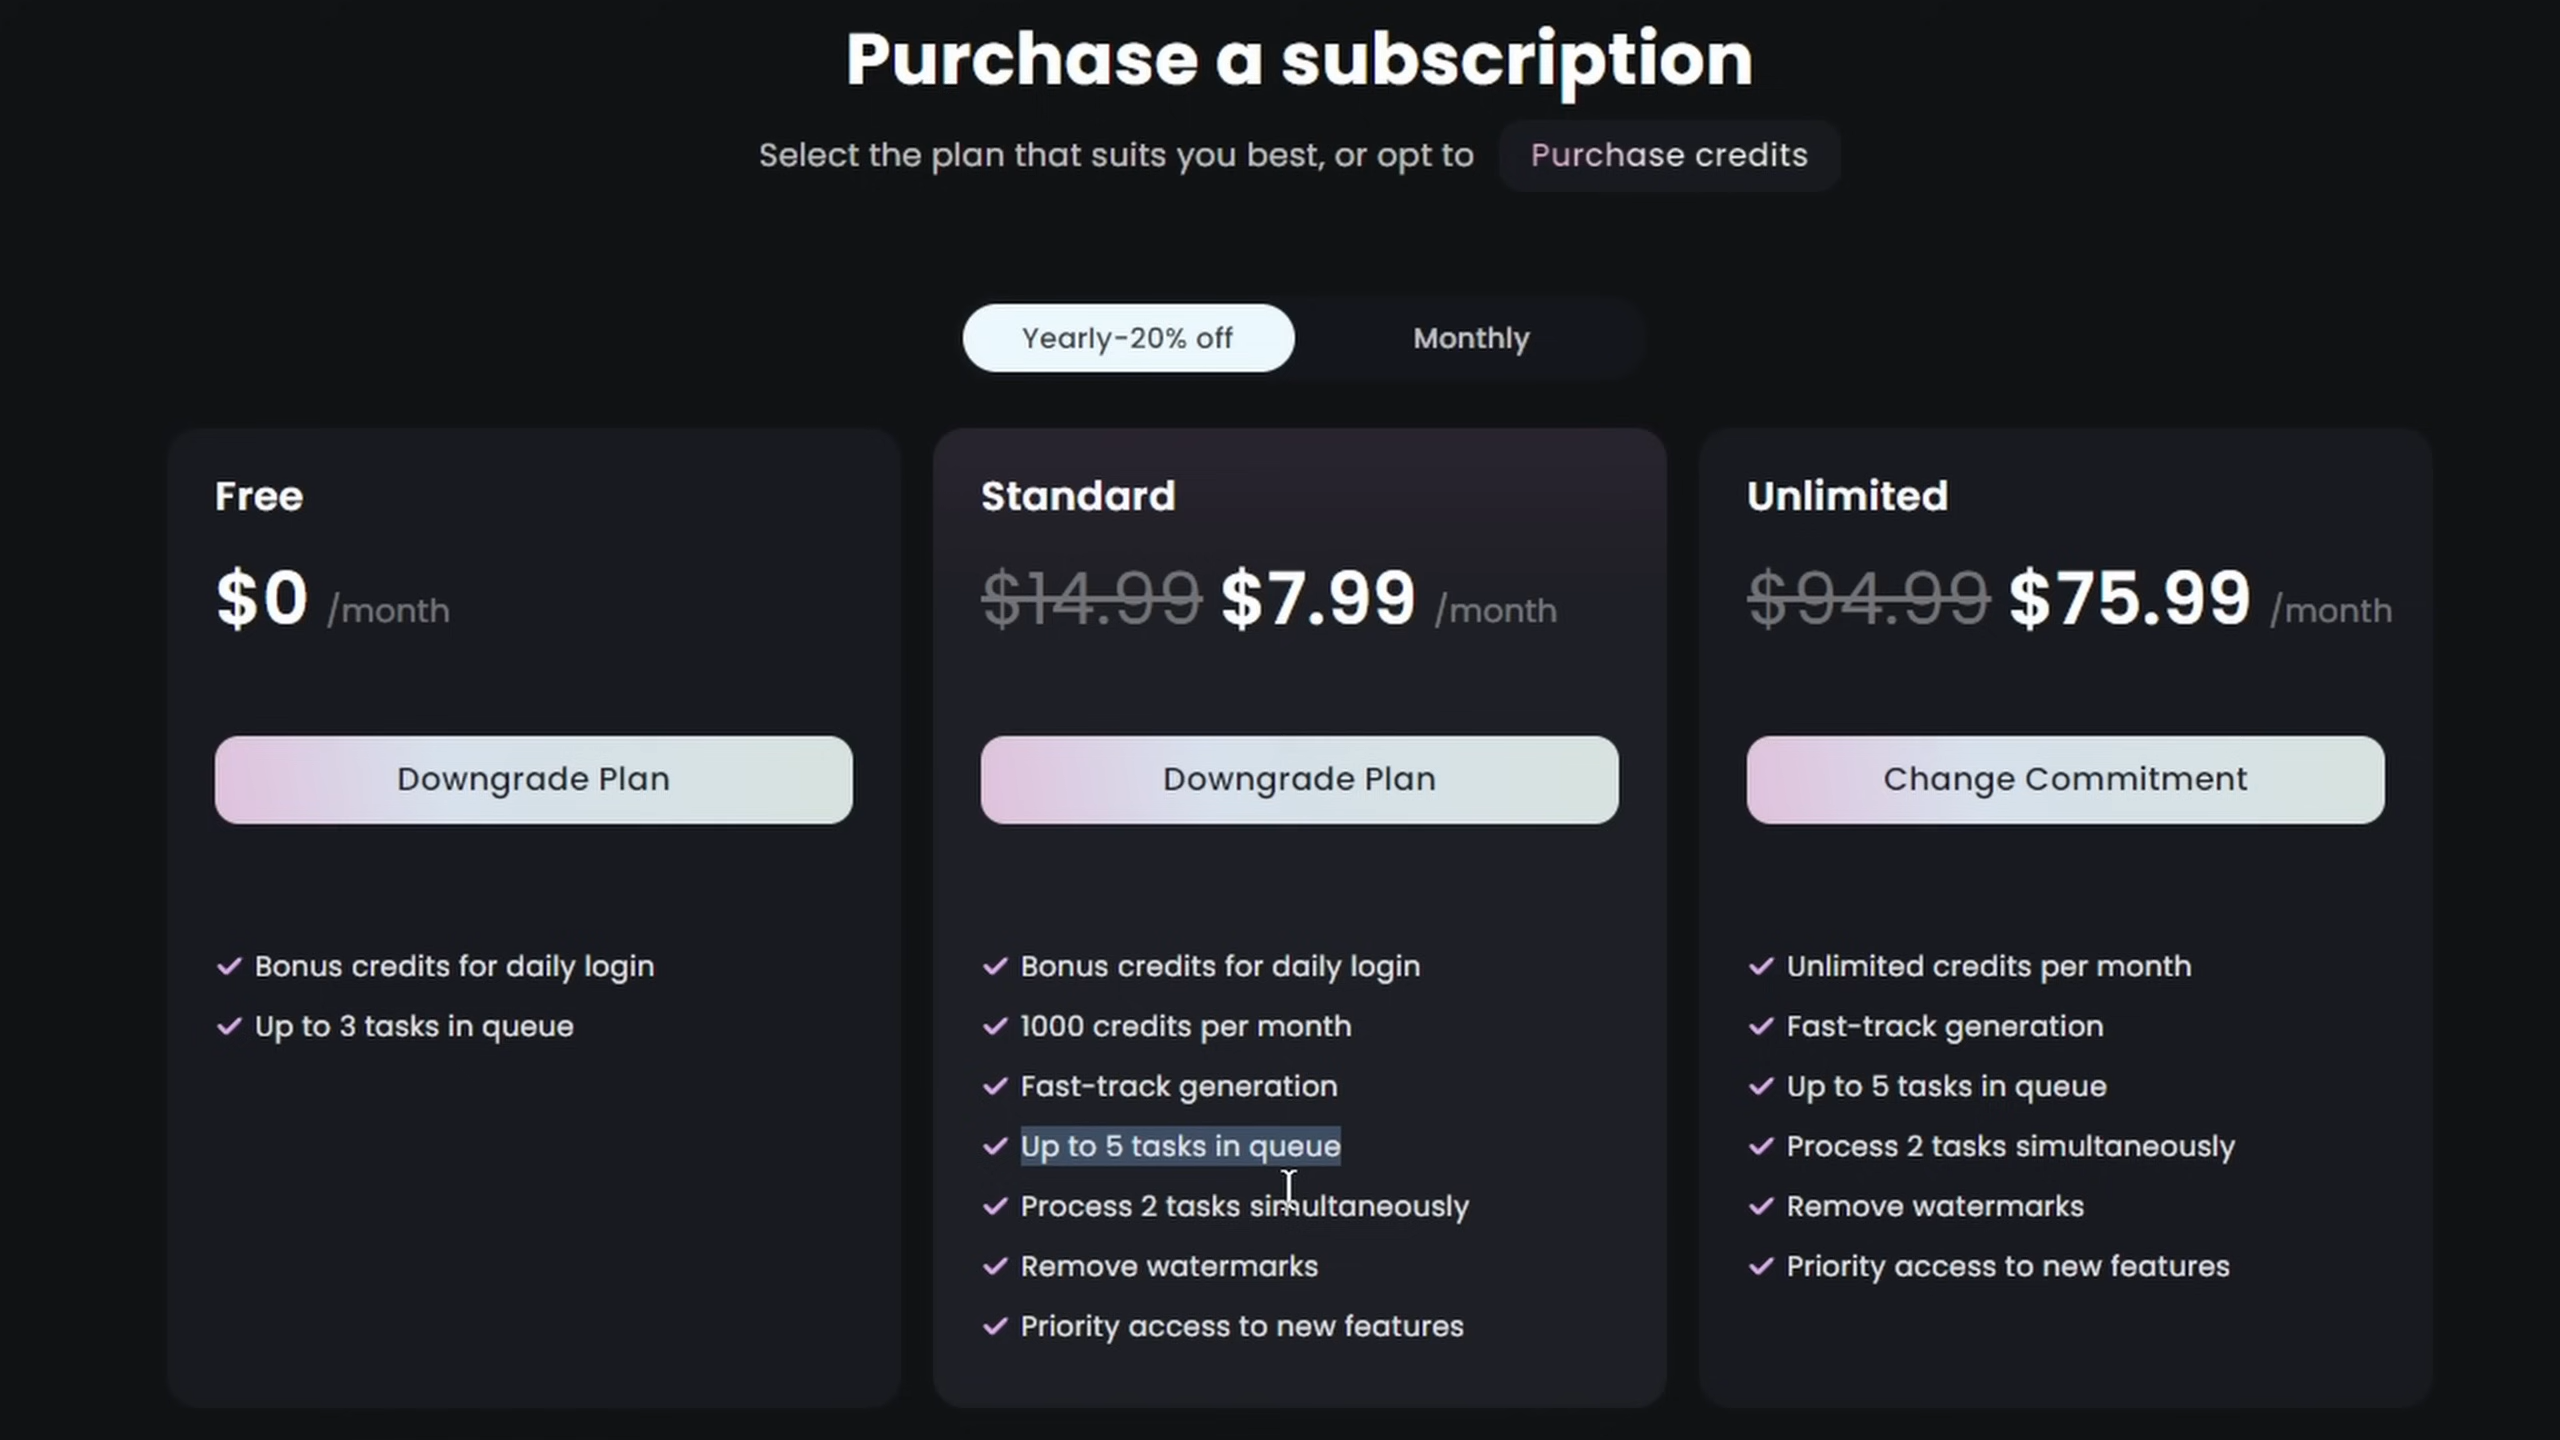 Purchase a subscription
Select the plan that suits you best, or opt to Purchase credits
Yearly-20% off Monthly
Free
$0 /month
Downgrade Plan
Bonus credits for daily login
Up to 3 tasks in queue
Standard
$14.99 $7.99 /month
Downgrade Plan
Bonus credits for daily login
1000 credits per month
Fast-track generation
Up to 5 tasks in queue
Process 2 tasks simultaneously
Remove watermarks
Priority access to new features
Unlimited
$94.99 $75.99 /month
Change Commitment
Unlimited credits per month
Fast-track generation
Up to 5 tasks in queue
Process 2 tasks simultaneously
Remove watermarks
Priority access to new features